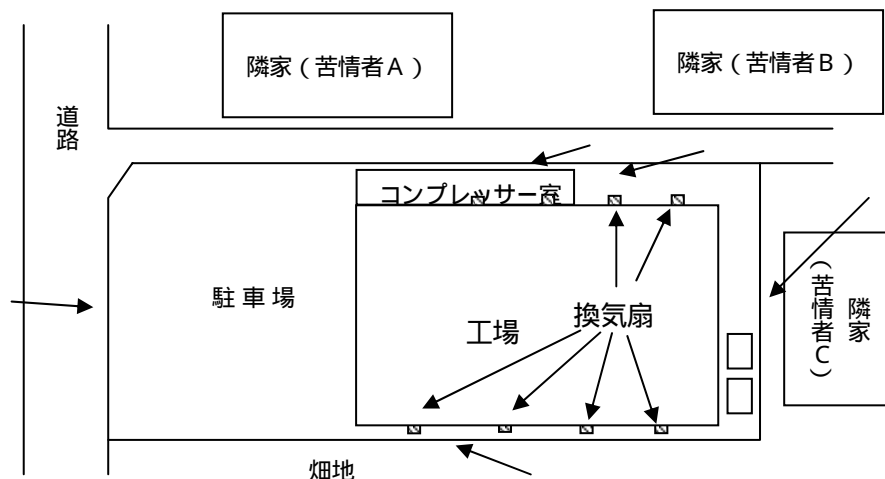 隣家（苦情者Ａ）
隣家（苦情者Ｂ）
道路
コンプレッサー室
駐車場
工場
換気扇
隣家
（苦情者Ｃ）
畑地